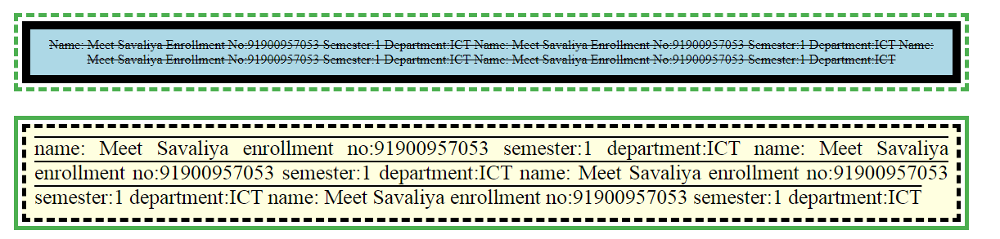 Name: Meet Savaliya Enrollment No:91900957053 Semester:1 Department:ICT Name: Meet Savaliya Enrollment No:91900957053 Semester:1 Department:ICT Name:
Meet Savaliya Enrollment No:91900957053 Semester:1 Department:ICT Name: Meet Savaliya Enrollment No:91900957053 Semester:1 Department:ICT
name: Meet Savaliya enrollment no:91900957053 semester:1 department:ICT name: Meet Savaliya
enrollment no:91900957053 semester:1 department:ICT name: Meet Savaliya enrollment no:91900957053
semester:1 department:ICT name: Meet Savaliya enrollment no:91900957053 semester:1 department:ICT